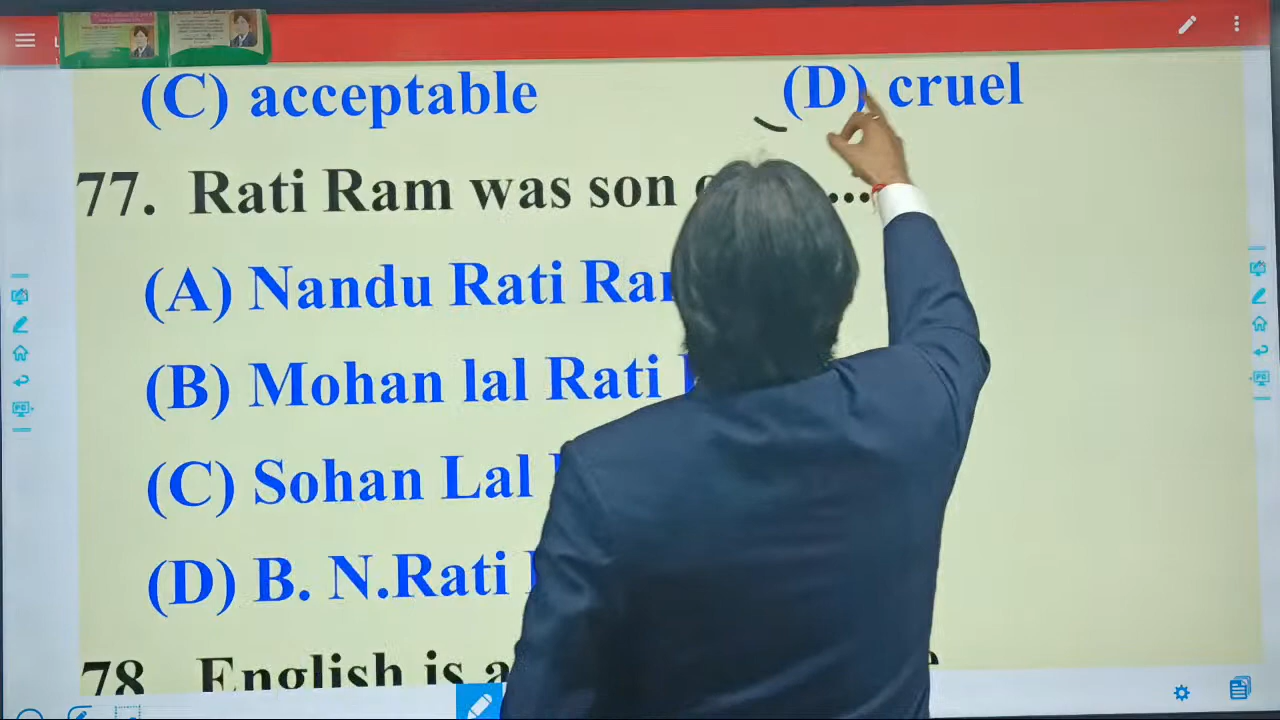 (C) acceptable (D) cruel
77. Rati Ram was son ...
(A) Nandu Rati
(B) Mohan lal Rati
(C) Sohan Lal
(D) B. N.Rati
78 English is